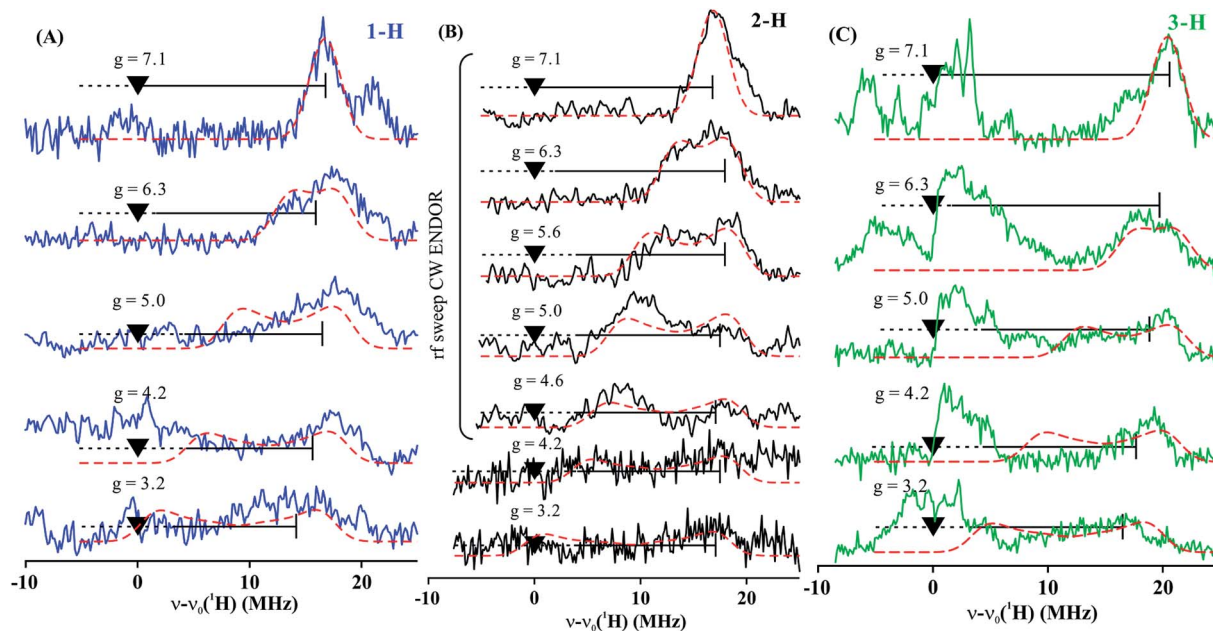 (A)
1-H
g = 7.1
g = 6.3
g = 5.0
g = 4.2
g = 3.2
-10
0
10
20
ν-ν₀(¹H) (MHz)
(B)
2-H
rf sweep CW ENDOR
g = 7.1
g = 6.3
g = 5.6
g = 5.0
g = 4.6
g = 4.2
g = 3.2
-10
0
10
20
ν-ν₀(¹H) (MHz)
(C)
3-H
g = 7.1
g = 6.3
g = 5.0
g = 4.2
g = 3.2
-10
0
10
20
ν-ν₀(¹H) (MHz)